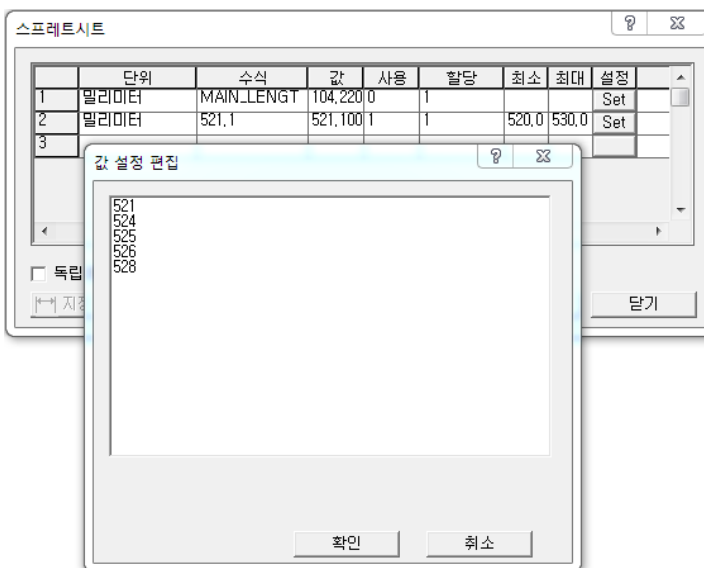 스프레트시트
단위 수식 값 사용 할당 최소 최대 설정
1 밀리미터 MAIN_LENGT 104,220 0 1 Set
2 밀리미터 521,1 521,100 1 1 520,0 530,0 Set
3
값 설정 편집
521
524
525
526
528
독립
지정
닫기
확인 취소